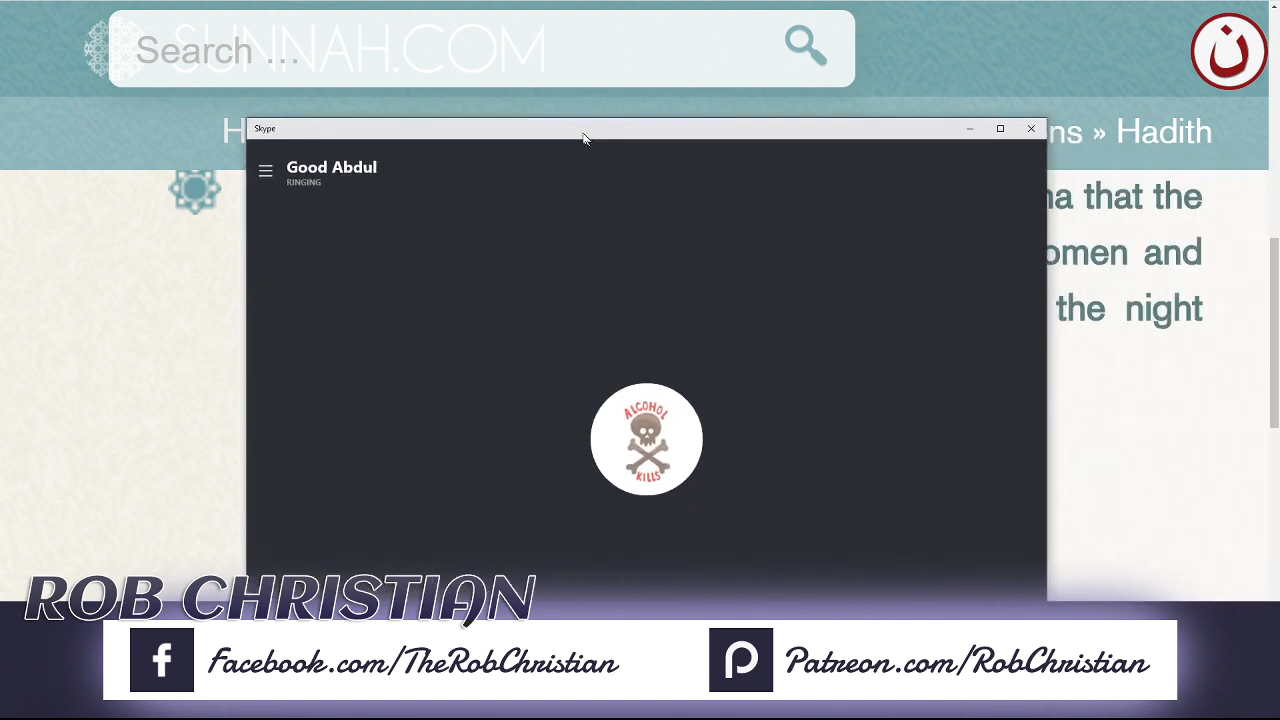 SUNNAH.COM
Search ...
ن
H
ns » Hadith
Skype
Good Abdul
RINGING
a that the
omen and
the night
ALCOHOL
KILLS
ROB CHRISTIAN
Facebook.com/TheRobChristian
Patreon.com/RobChristian